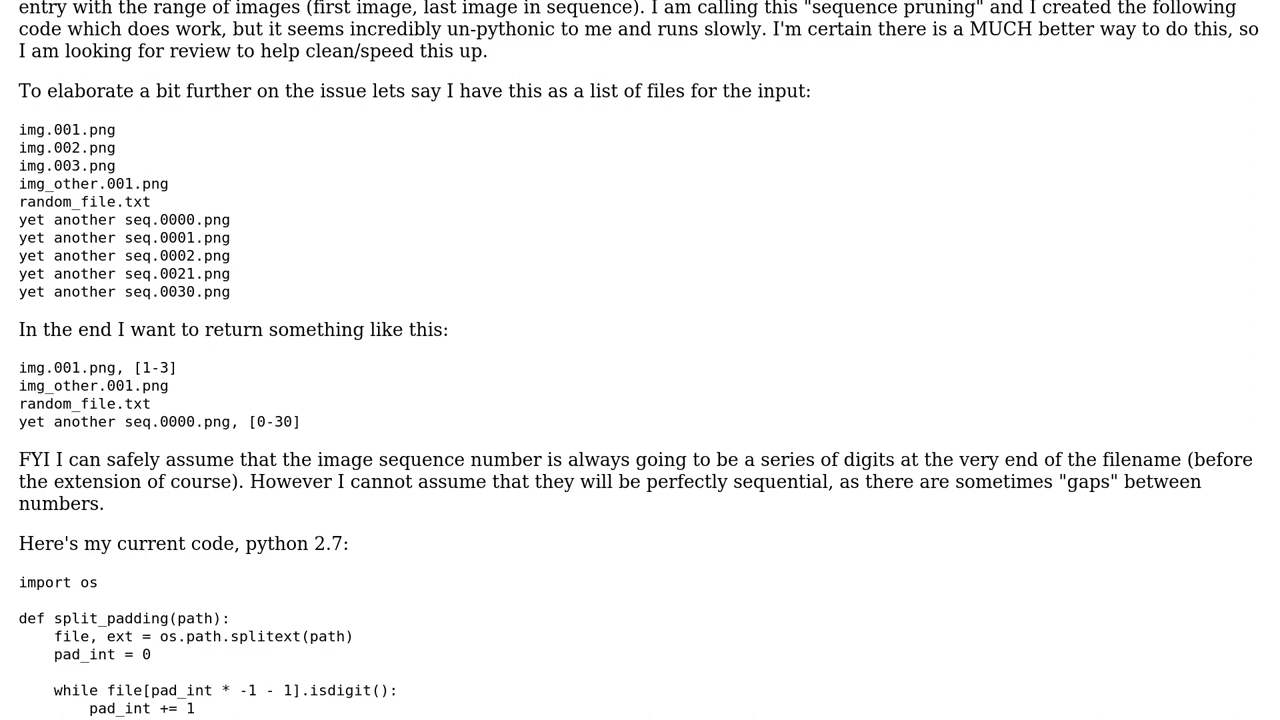 entry with the range of images (first image, last image in sequence). I am calling this "sequence pruning" and I created the following
code which does work, but it seems incredibly un-pythonic to me and runs slowly. I'm certain there is a MUCH better way to do this, so
I am looking for review to help clean/speed this up.
To elaborate a bit further on the issue lets say I have this as a list of files for the input:
img.001.png
img.002.png
img.003.png
img_other.001.png
random_file.txt
yet another seq.0000.png
yet another seq.0001.png
yet another seq.0002.png
yet another seq.0021.png
yet another seq.0030.png
In the end I want to return something like this:
img.001.png, [1-3]
img_other.001.png
random_file.txt
yet another seq.0000.png, [0-30]
FYI I can safely assume that the image sequence number is always going to be a series of digits at the very end of the filename (before
the extension of course). However I cannot assume that they will be perfectly sequential, as there are sometimes "gaps" between
numbers.
Here's my current code, python 2.7:
import os
def split_padding(path):
    file, ext = os.path.splitext(path)
    pad_int = 0
    while file[pad_int * -1 - 1].isdigit():
        pad_int += 1